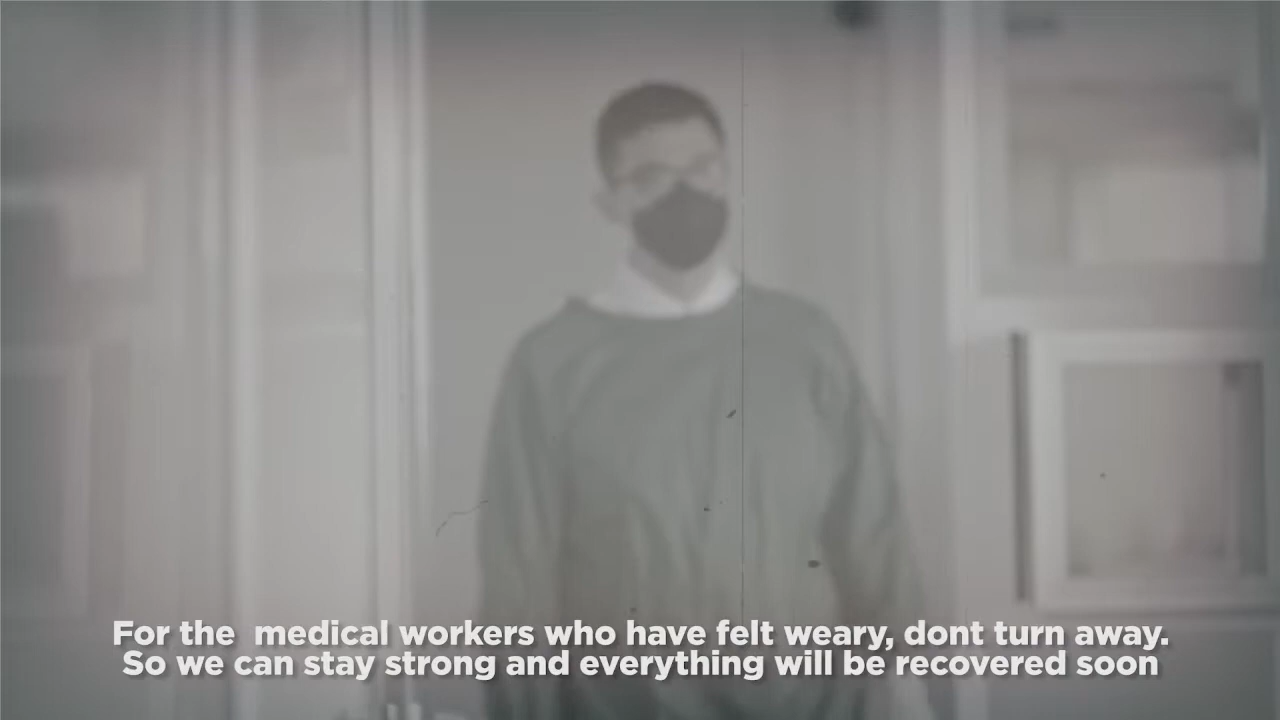 For the  medical workers who have felt weary, dont turn away.
So we can stay strong and everything will be recovered soon